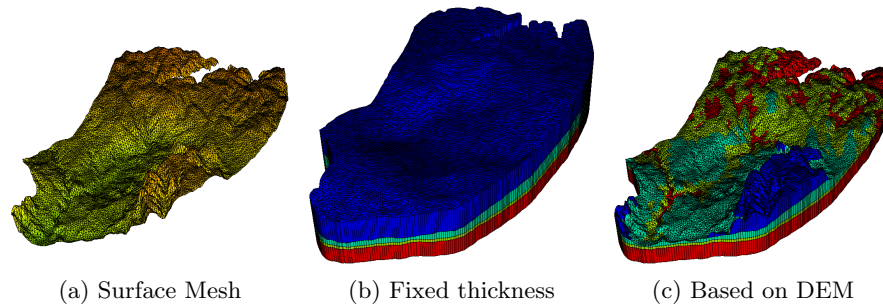 (a) Surface Mesh
(b) Fixed thickness
(c) Based on DEM